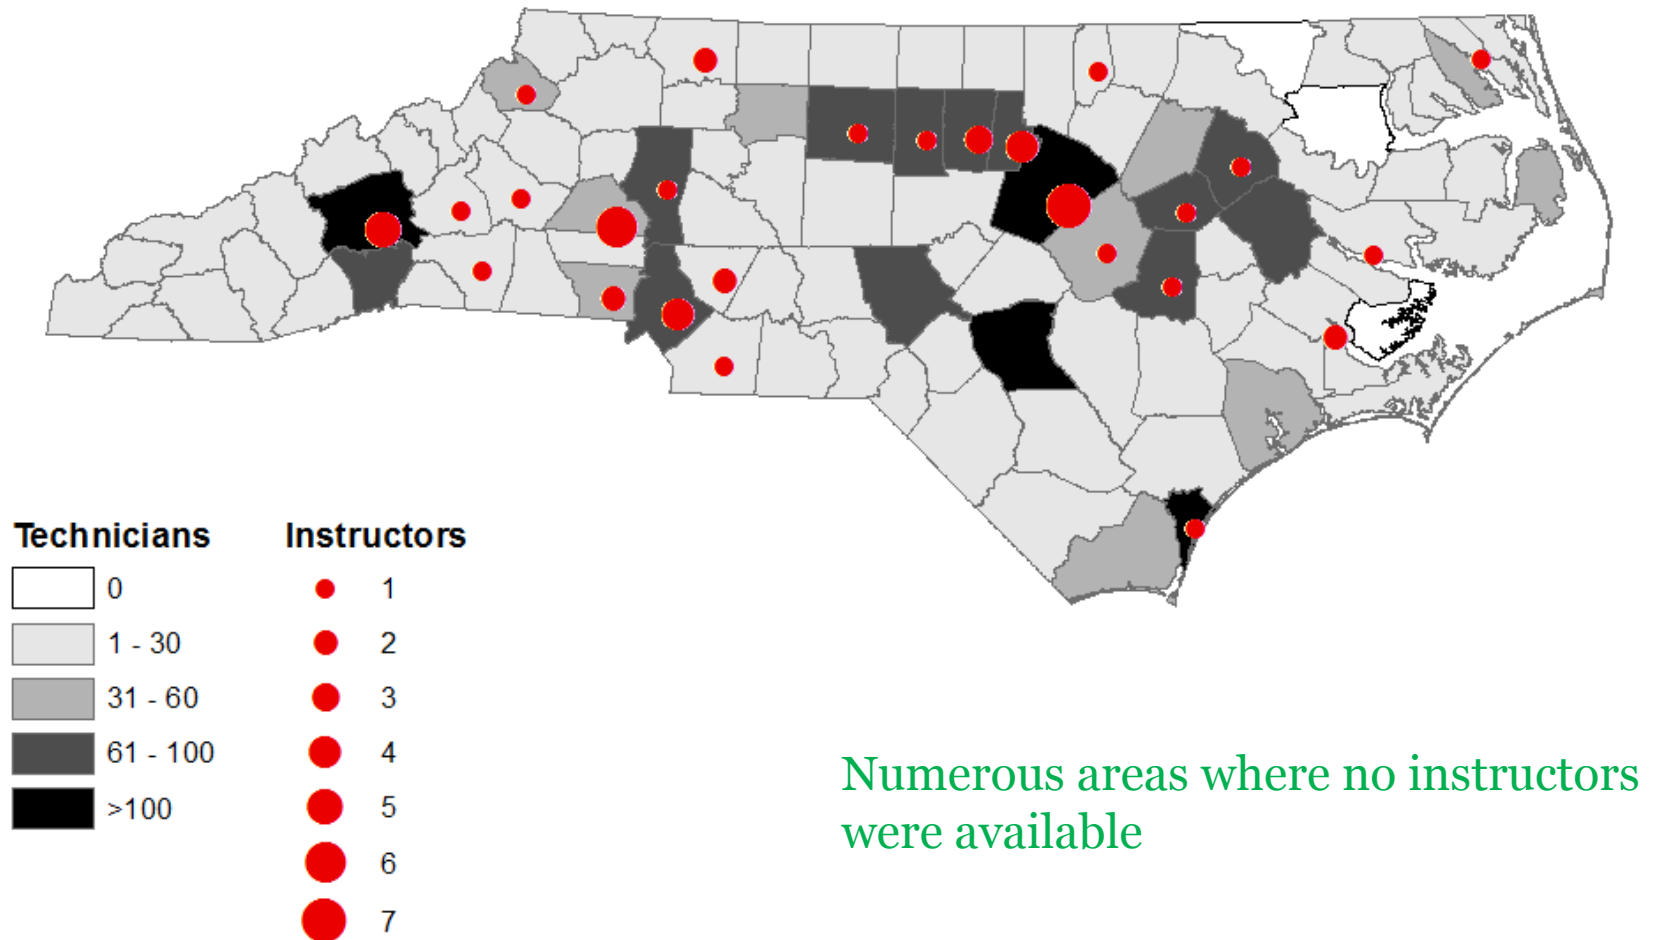 Technicians
0
1 - 30
31 - 60
61 - 100
>100
Instructors
1
2
3
4
5
6
7
Numerous areas where no instructors
were available